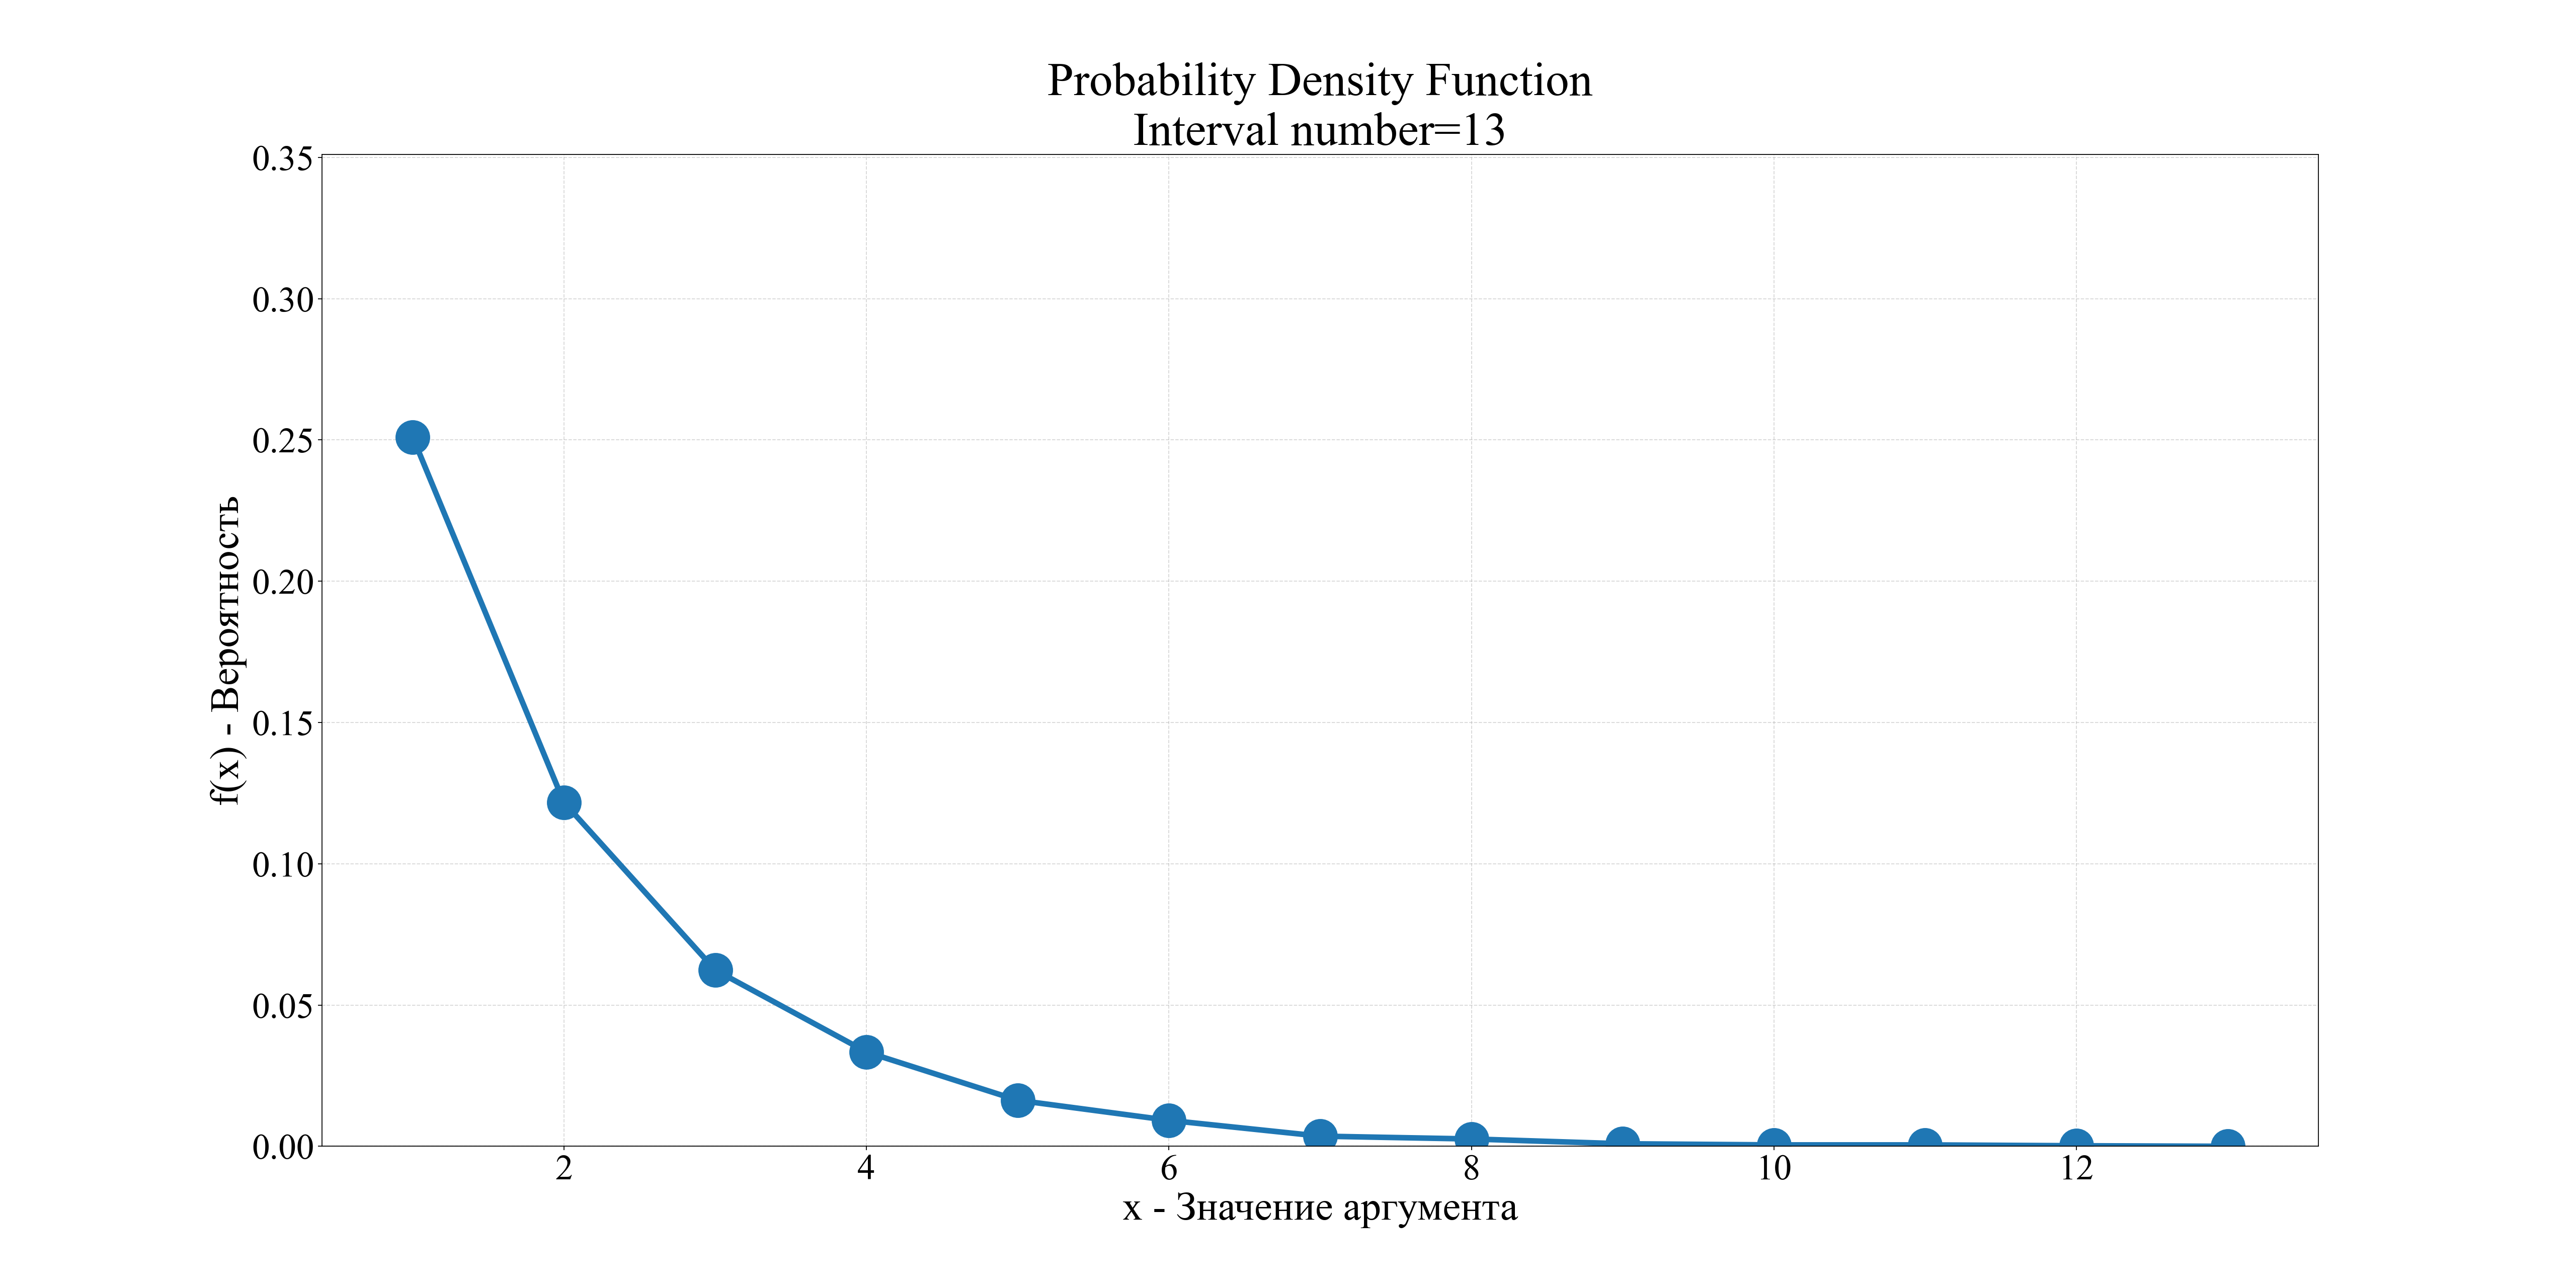 Probability Density Function
Interval number=13
0.35
0.30
0.25
0.20
0.15
0.10
0.05
0.00
f(x) - Вероятность
2 4 6 8 10 12
x - Значение аргумента